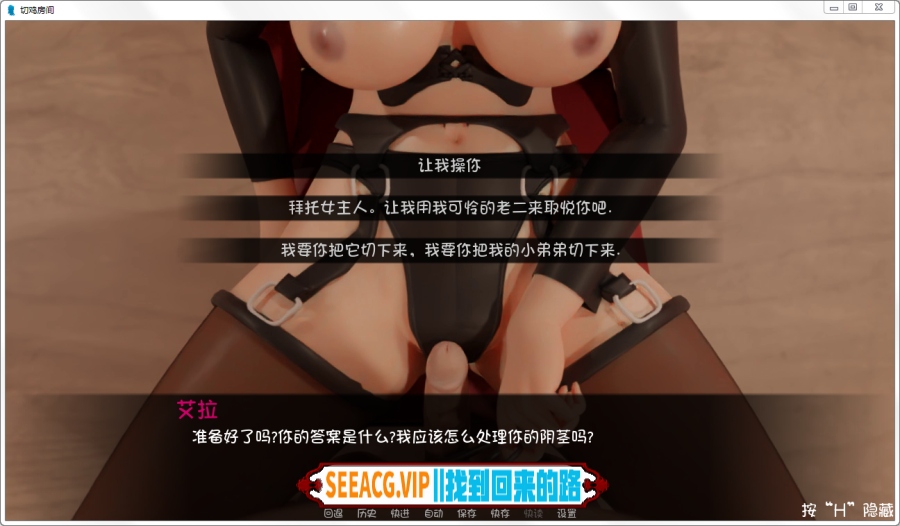 切鸡房间
让我操你
拜托女主人。让我用我可怜的老二来取悦你吧.
我要你把它切下来，我要你把我的小弟弟切下来.
艾拉
准备好了吗?你的答案是什么?我应该怎么处理你的阴茎吗?
SEEACG.VIP||找到回来的路
回退 历史 快进 自动 保存 快存 快读 设置
按“H”隐藏